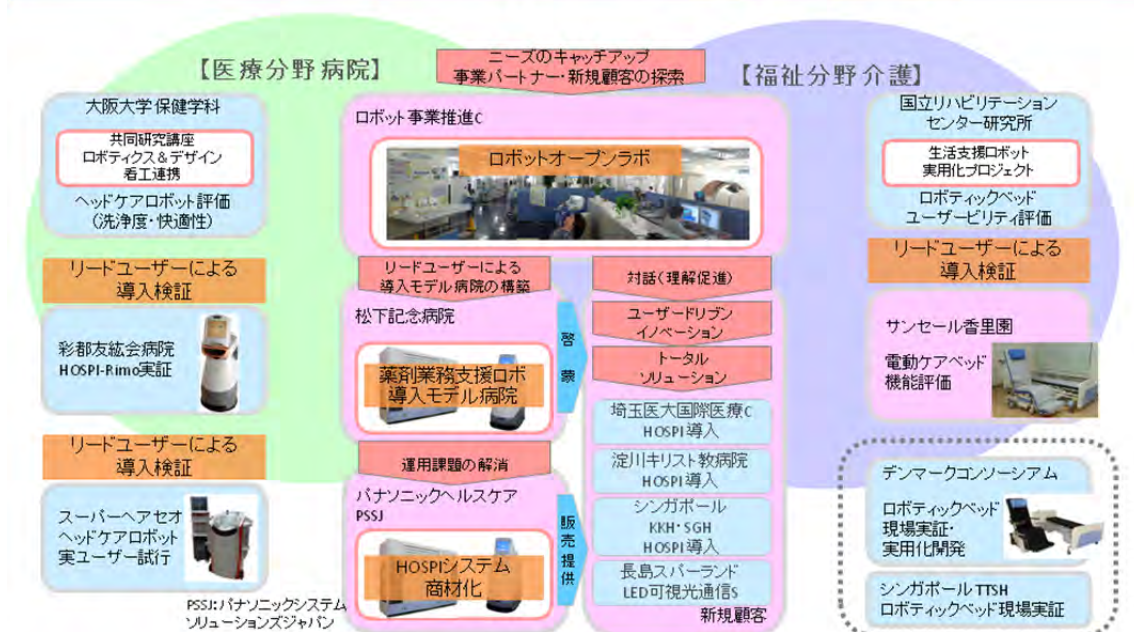 【医療分野 病院】
大阪大学 保健学科
共同研究講座
ロボティクス＆デザイン
看工連携
ヘッドケアロボット評価
(洗浄度・快適性)
リードユーザーによる
導入検証
彩都友紘会病院
HOSPI-Rimo実証
リードユーザーによる
導入検証
スーパーヘアセオ
ヘッドケアロボット
実ユーザー試行
PSSJ:パナソニックシステム
ソリューションズジャパン
ニーズのキャッチアップ
事業パートナー・新規顧客の探索
ロボット事業推進C
ロボットオープンラボ
リードユーザーによる
導入モデル病院の構築
松下記念病院
薬剤業務支援ロボ
導入モデル病院
啓蒙
運用課題の解消
パナソニックヘルスケア
PSSJ
HOSPIシステム
商材化
販売提供
対話(理解促進)
ユーザードリブン
イノベーション
トータル
ソリューション
埼玉医大国際医療C
HOSPI 導入
淀川キリスト教病院
HOSPI 導入
シンガポール
KKH・SGH
HOSPI 導入
長島スパーランド
LED可視光通信S
新規顧客
【福祉分野 介護】
国立リハビリテーション
センター研究所
生活支援ロボット
実用化プロジェクト
ロボティックベッド
ユーザービリティ評価
リードユーザーによる
導入検証
サンセール香里園
電動ケアベッド
機能評価
デンマークコンソーシアム
ロボティックベッド
現場実証・
実用化開発
シンガポール TTSH
ロボティックベッド現場実証